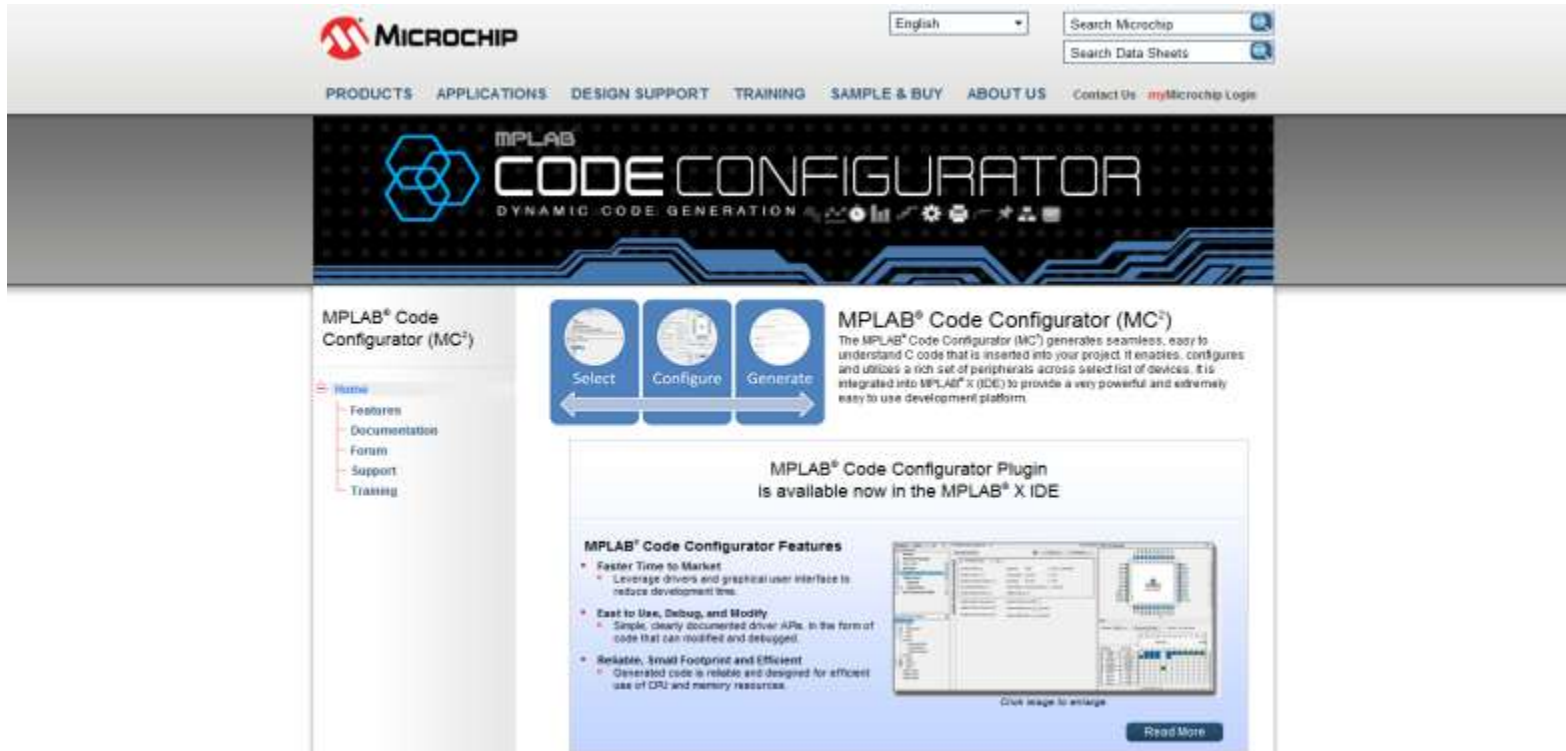 MICROCHIP
English
Search Microchip
Search Data Sheets
PRODUCTS APPLICATIONS DESIGN SUPPORT TRAINING SAMPLE & BUY ABOUT US Contact Us myMicrochip Login
MPLAB
CODE CONFIGURATOR
DYNAMIC CODE GENERATION
MPLAB® Code
Configurator (MC²)
Home
Features
Documentation
Forum
Support
Training
Select Configure Generate
MPLAB® Code Configurator (MC²)
The MPLAB® Code Configurator (MC²) generates seamless, easy to
understand C code that is inserted into your project. It enables, configures
and utilizes a rich set of peripherals across select list of devices. It is
integrated into MPLAB® X (IDE) to provide a very powerful and extremely
easy to use development platform.
MPLAB® Code Configurator Plugin
is available now in the MPLAB® X IDE
MPLAB® Code Configurator Features
Faster Time to Market
Leverage drivers and graphical user interface to
reduce development time.
East to Use, Debug, and Modify
Simple, clearly documented driver APIs, in the form of
code that can modified and debugged.
Reliable, Small Footprint and Efficient
Generated code is reliable and designed for efficient
use of CPU and memory resources.
Click image to enlarge.
Read More